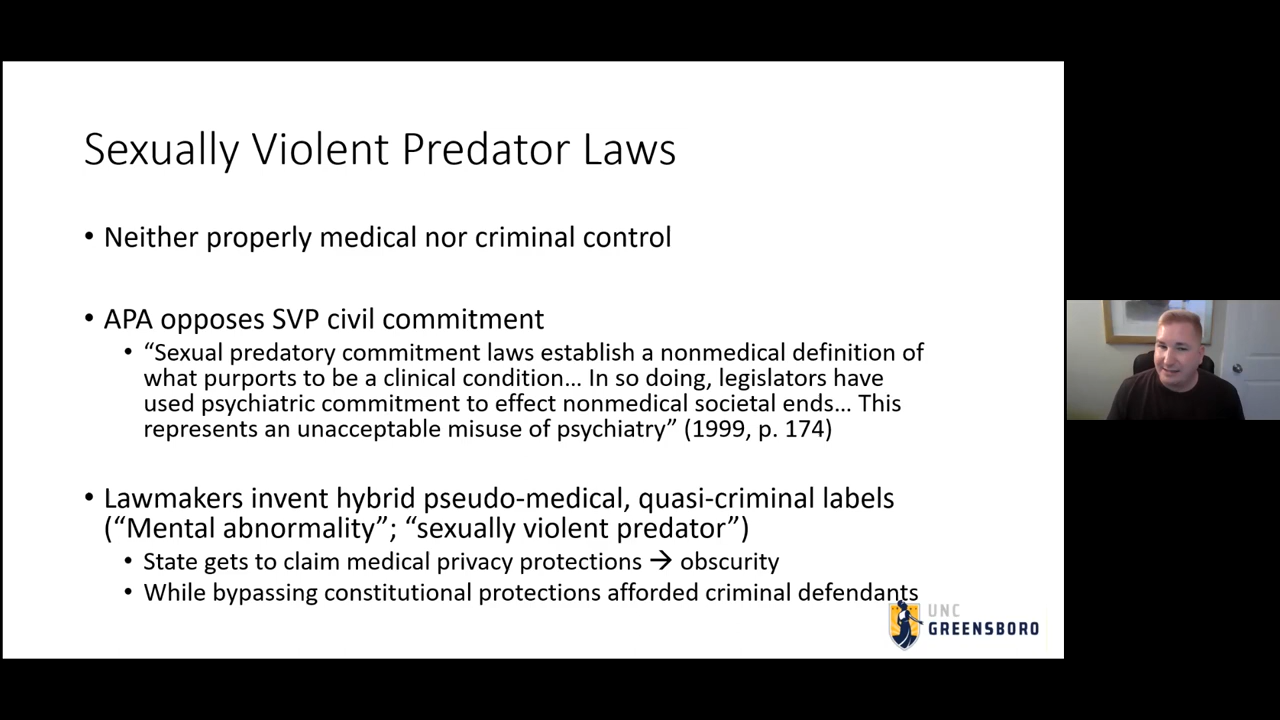 Sexually Violent Predator Laws
• Neither properly medical nor criminal control
• APA opposes SVP civil commitment
• “Sexual predatory commitment laws establish a nonmedical definition of
what purports to be a clinical condition… In so doing, legislators have
used psychiatric commitment to effect nonmedical societal ends… This
represents an unacceptable misuse of psychiatry” (1999, p. 174)
• Lawmakers invent hybrid pseudo-medical, quasi-criminal labels
(“Mental abnormality”; “sexually violent predator”)
• State gets to claim medical privacy protections → obscurity
• While bypassing constitutional protections afforded criminal defendants
UNC
GREENSBORO